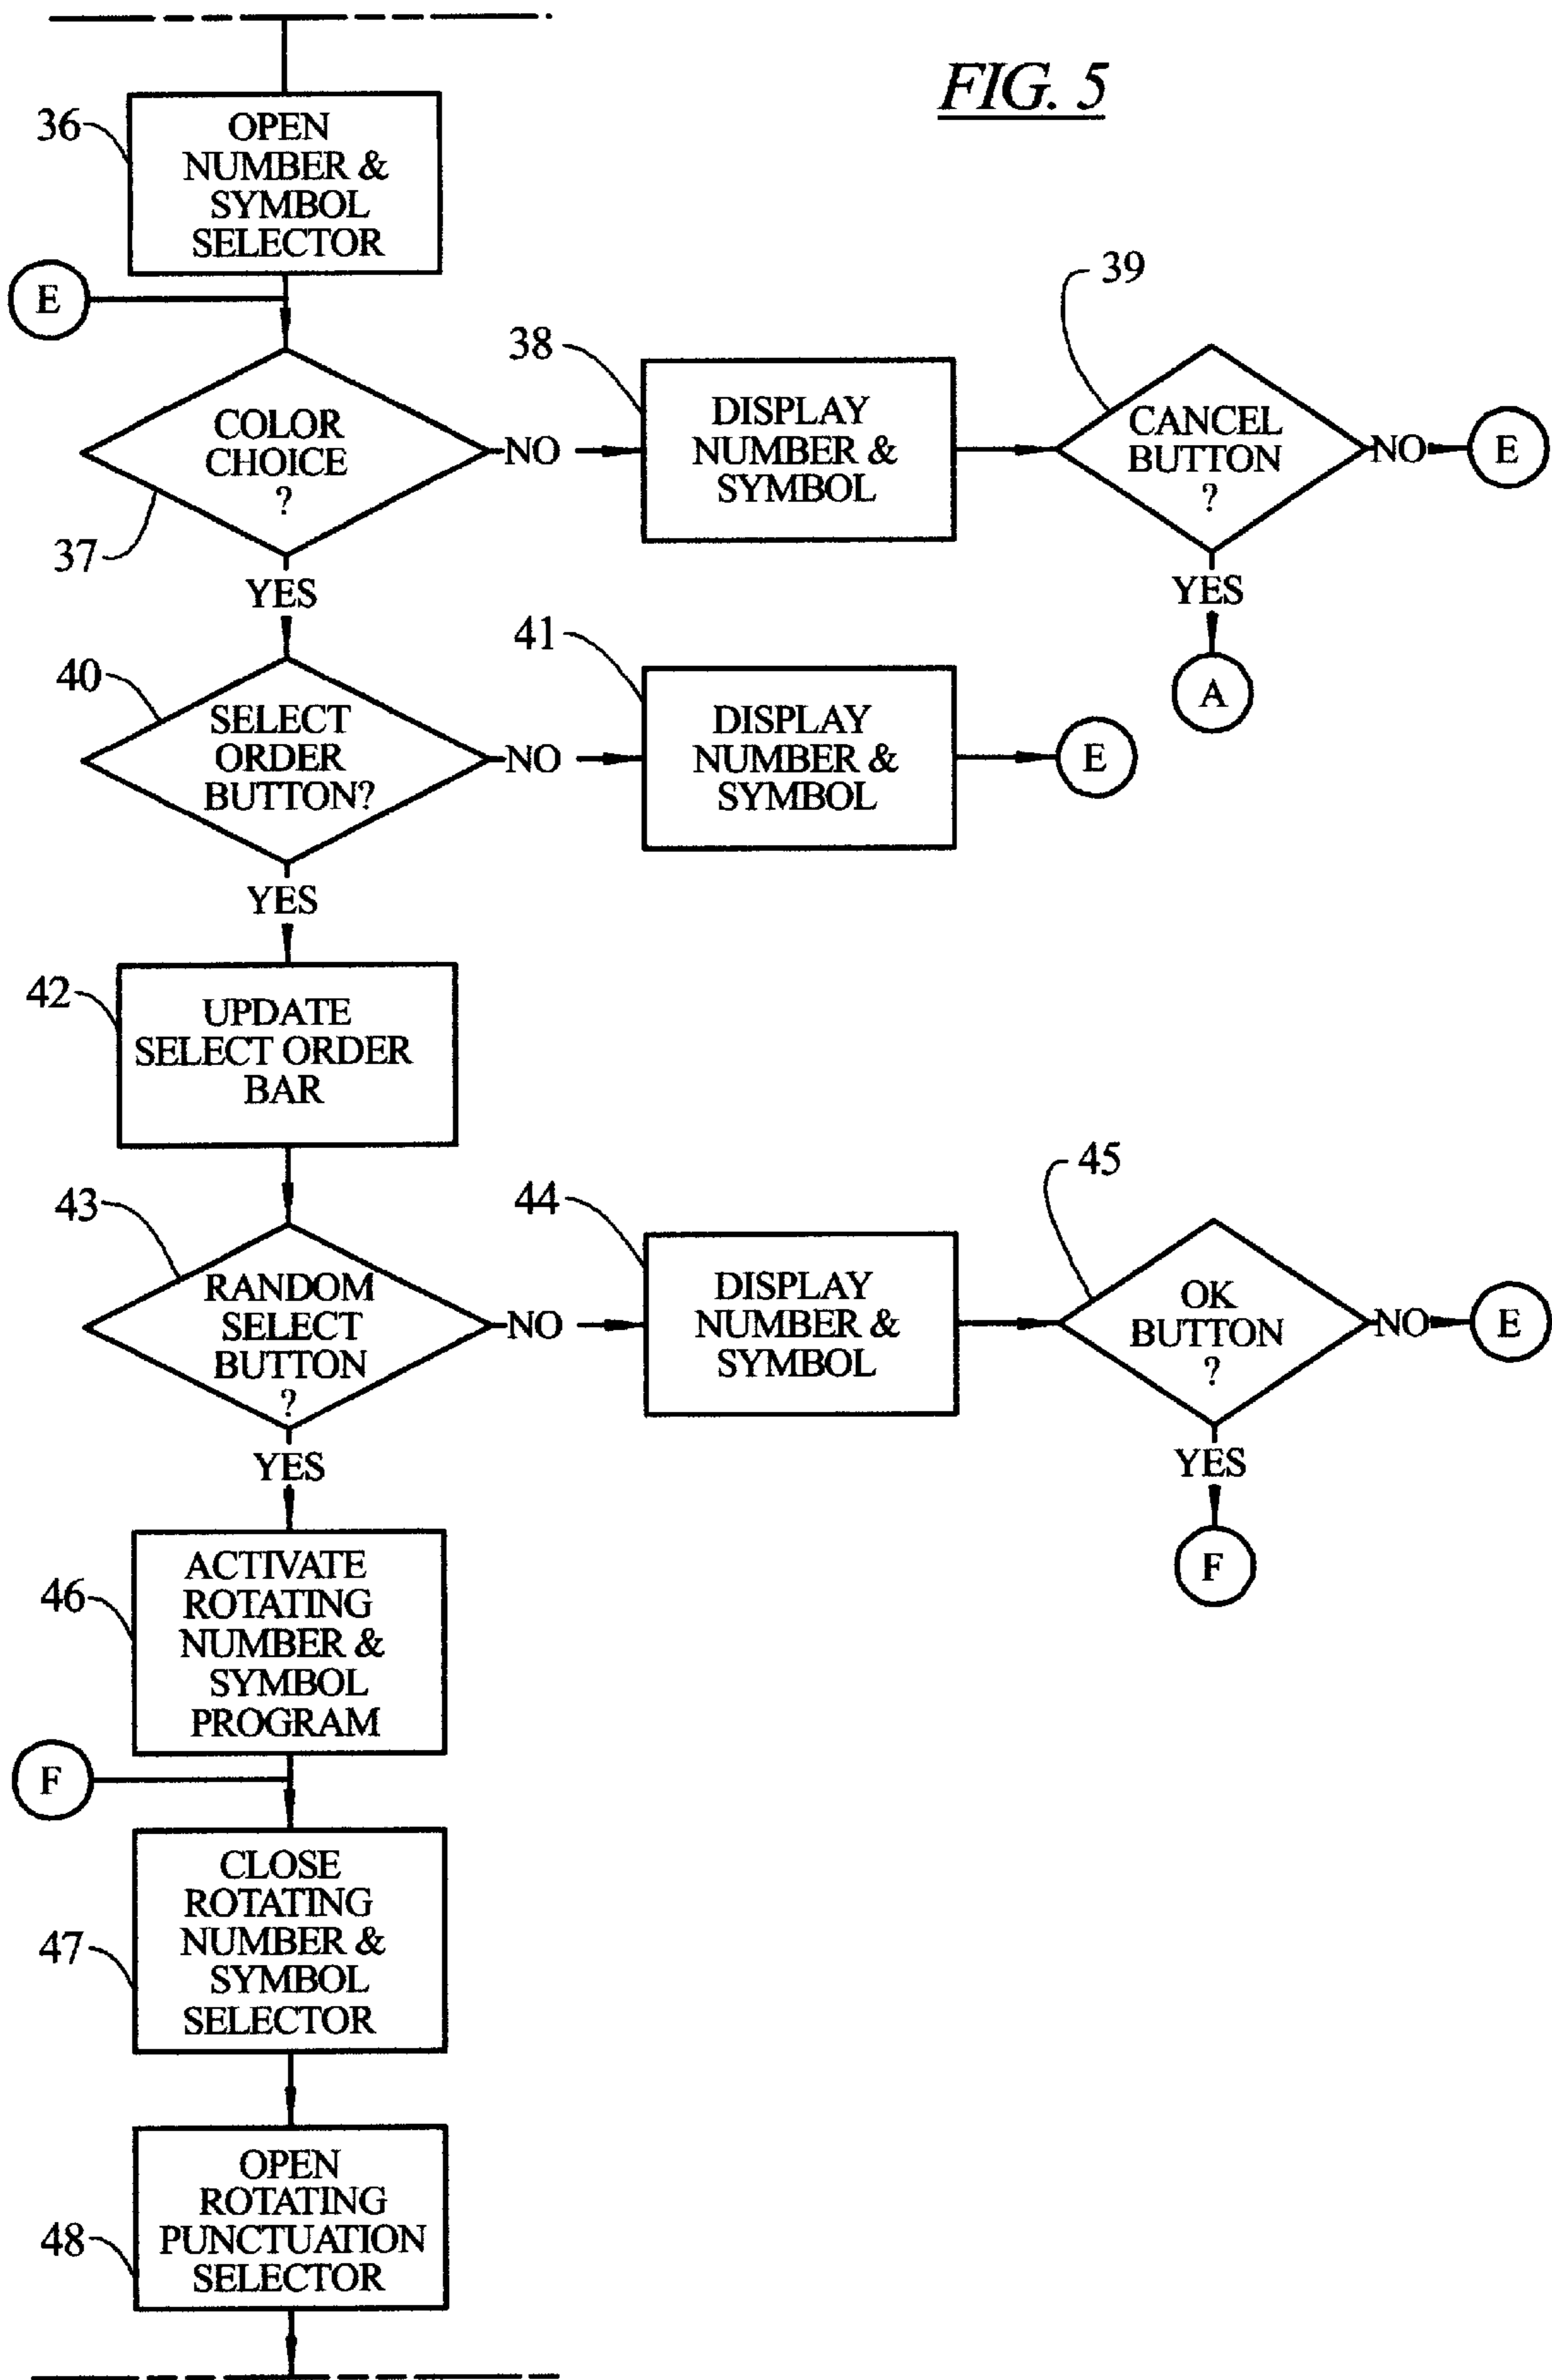 FIG. 5
36
OPEN
NUMBER &
SYMBOL
SELECTOR
E
37
COLOR
CHOICE
?
NO
38
DISPLAY
NUMBER &
SYMBOL
39
CANCEL
BUTTON
?
NO
E
YES
A
YES
40
SELECT
ORDER
BUTTON?
NO
41
DISPLAY
NUMBER &
SYMBOL
E
YES
42
UPDATE
SELECT ORDER
BAR
43
RANDOM
SELECT
BUTTON
?
NO
44
DISPLAY
NUMBER &
SYMBOL
45
OK
BUTTON
?
NO
E
YES
F
YES
46
ACTIVATE
ROTATING
NUMBER &
SYMBOL
PROGRAM
F
47
CLOSE
ROTATING
NUMBER &
SYMBOL
SELECTOR
48
OPEN
ROTATING
PUNCTUATION
SELECTOR